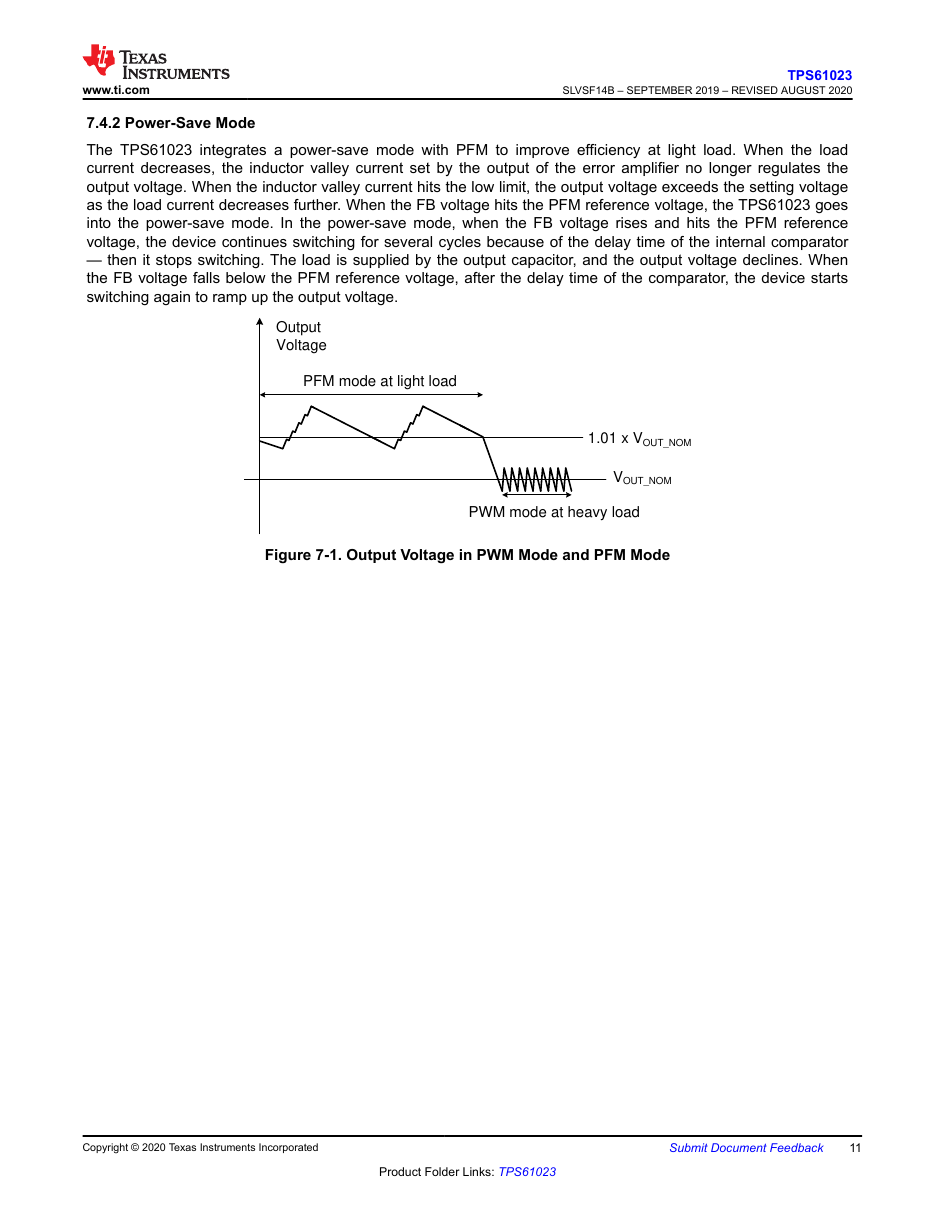 TEXAS
INSTRUMENTS
www.ti.com
TPS61023
SLVSF14B – SEPTEMBER 2019 – REVISED AUGUST 2020
7.4.2 Power-Save Mode
The TPS61023 integrates a power-save mode with PFM to improve efficiency at light load. When the load
current decreases, the inductor valley current set by the output of the error amplifier no longer regulates the
output voltage. When the inductor valley current hits the low limit, the output voltage exceeds the setting voltage
as the load current decreases further. When the FB voltage hits the PFM reference voltage, the TPS61023 goes
into the power-save mode. In the power-save mode, when the FB voltage rises and hits the PFM reference
voltage, the device continues switching for several cycles because of the delay time of the internal comparator
— then it stops switching. The load is supplied by the output capacitor, and the output voltage declines. When
the FB voltage falls below the PFM reference voltage, after the delay time of the comparator, the device starts
switching again to ramp up the output voltage.
Output
Voltage
PFM mode at light load
1.01 x VOUT_NOM
VOUT_NOM
PWM mode at heavy load
Figure 7-1. Output Voltage in PWM Mode and PFM Mode
Copyright © 2020 Texas Instruments Incorporated
Submit Document Feedback 11
Product Folder Links: TPS61023